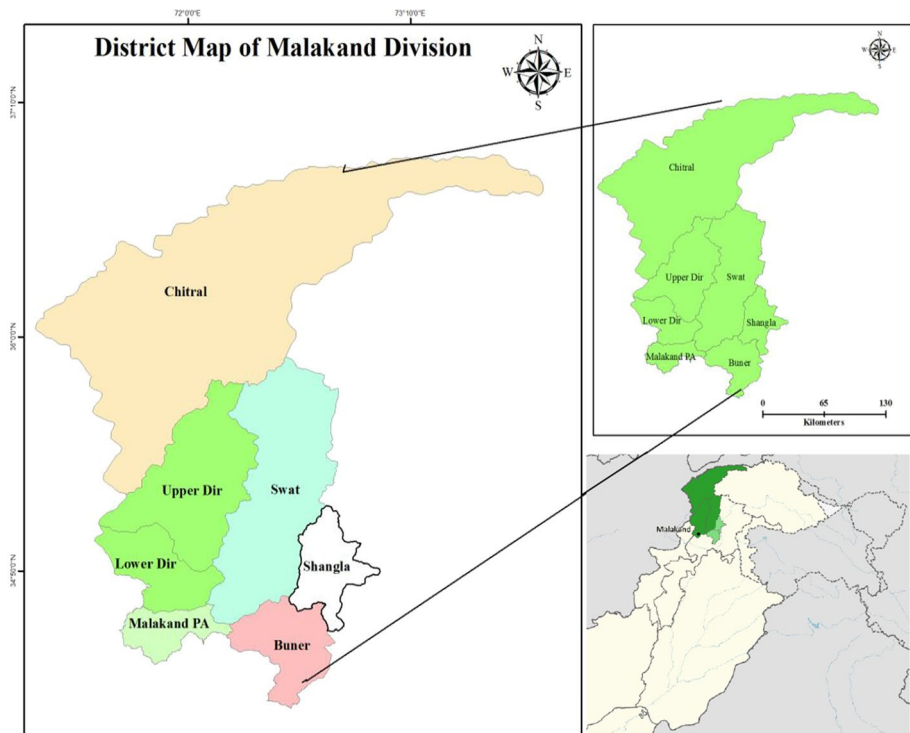 72°0'0"E
73°10'0"E
District Map of Malakand Division
N
W
E
S
37°10'0"N
36°0'0"N
34°50'0"N
Chitral
Upper Dir
Swat
Lower Dir
Shangla
Malakand PA
Buner
N
W
E
S
Chitral
Upper Dir
Swat
Lower Dir
Shangla
Malakand PA
Buner
0
65
130
Kilometers
Malakand